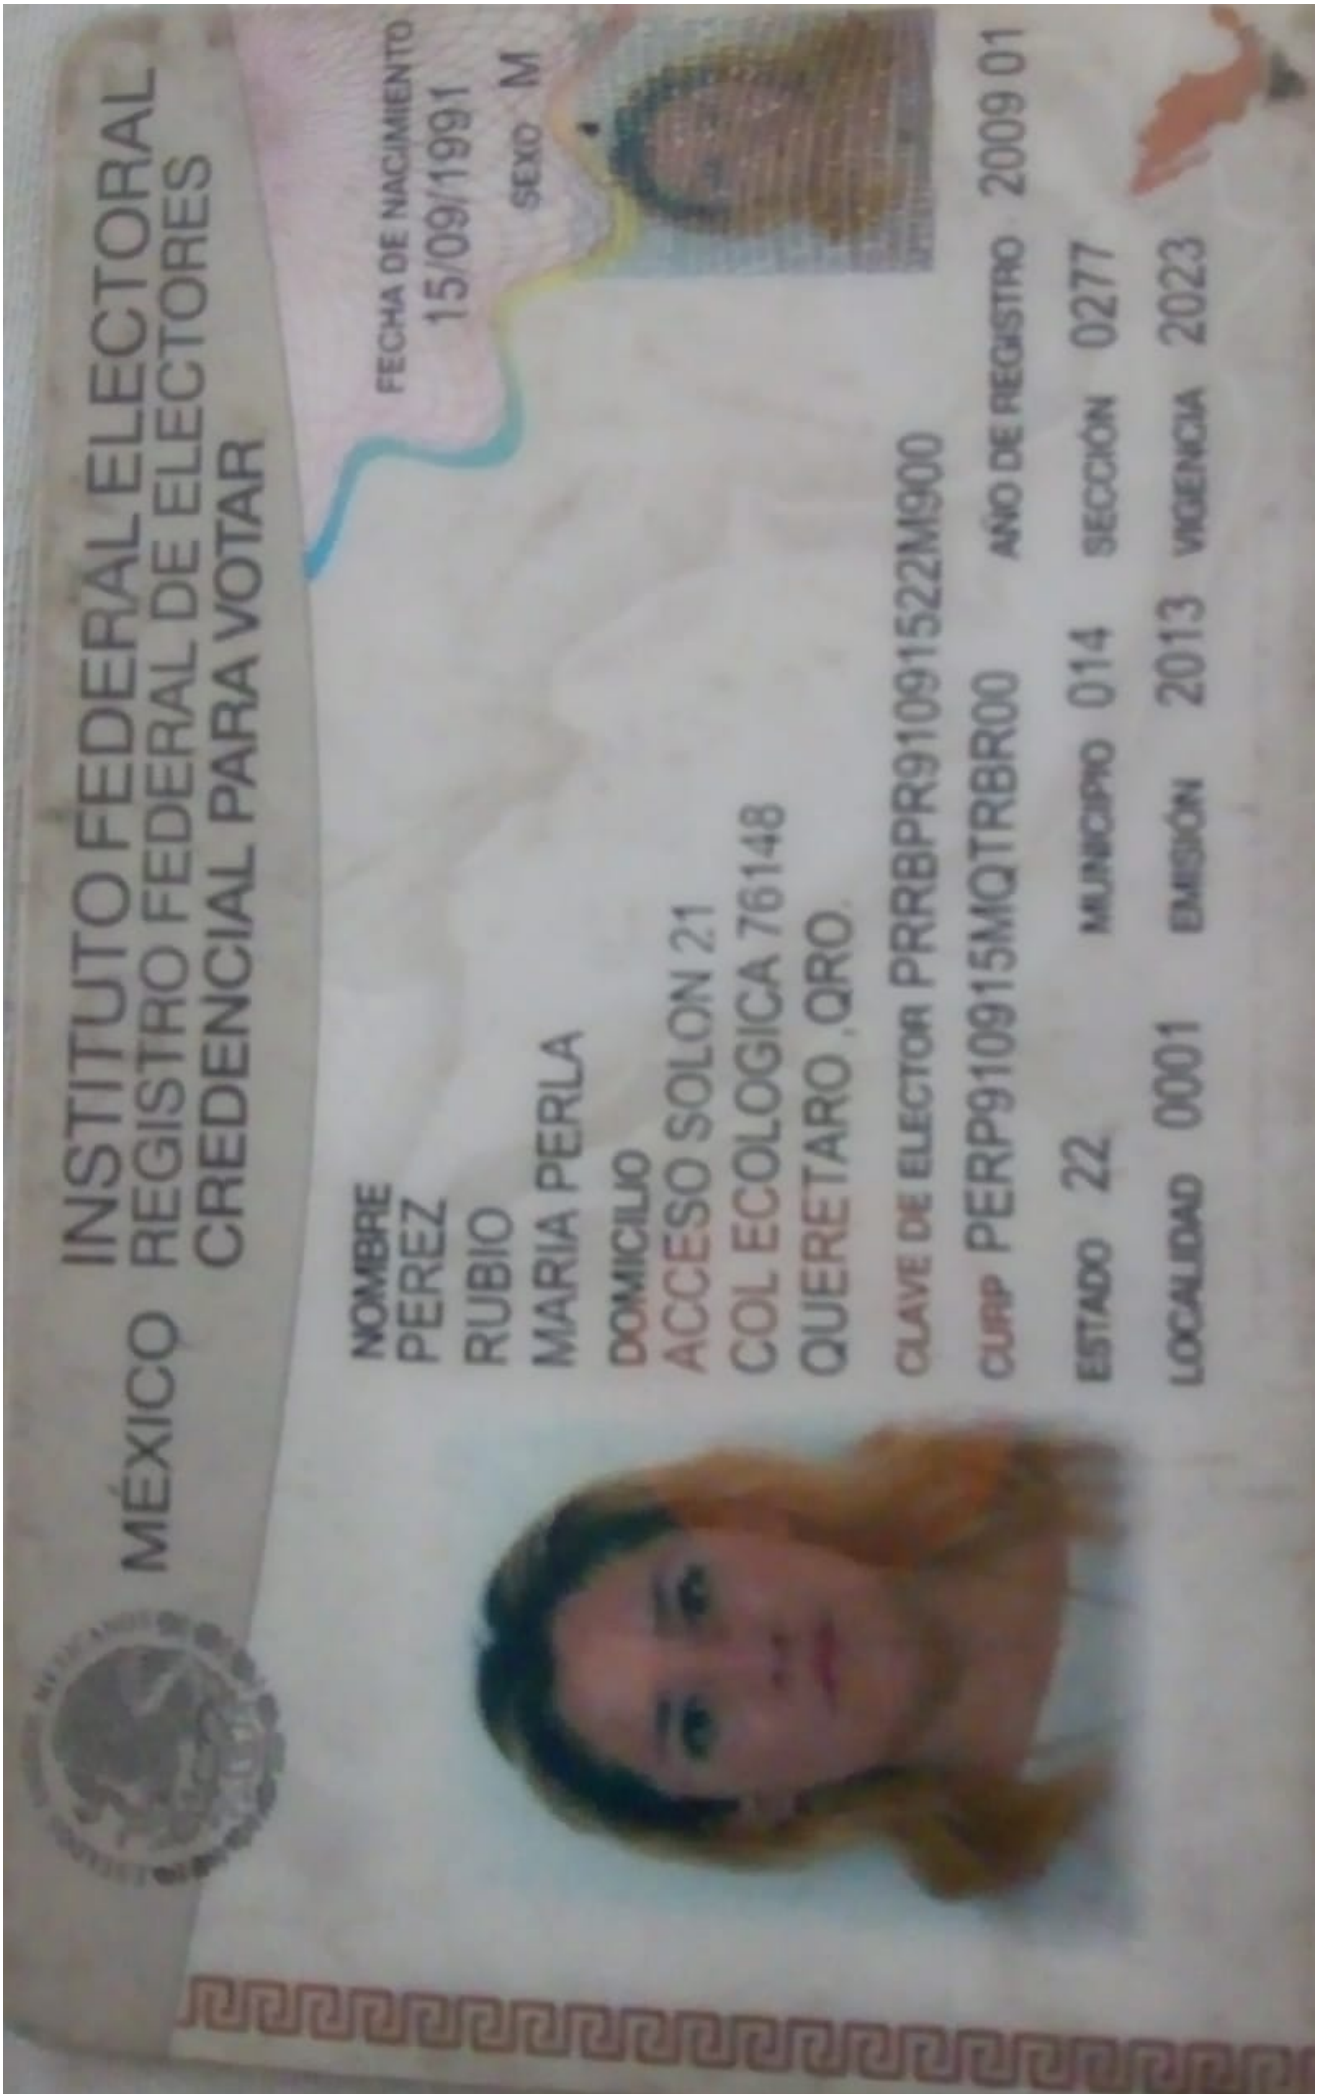 MÉXICO INSTITUTO FEDERAL ELECTORAL
REGISTRO FEDERAL DE ELECTORES
CREDENCIAL PARA VOTAR
NOMBRE
PEREZ
RUBIO
MARIA PERLA
FECHA DE NACIMIENTO
15/09/1991
SEXO M
DOMICILIO
ACCESO SOLON 21
COL ECOLOGICA 76148
QUERETARO ,QRO.
CLAVE DE ELECTOR PRRBPR91091522M900
CURP PERP910915MQTRBR00 AÑO DE REGISTRO 2009 01
ESTADO 22 MUNICIPIO 014 SECCIÓN 0277
LOCALIDAD 0001 EMISIÓN 2013 VIGENCIA 2023